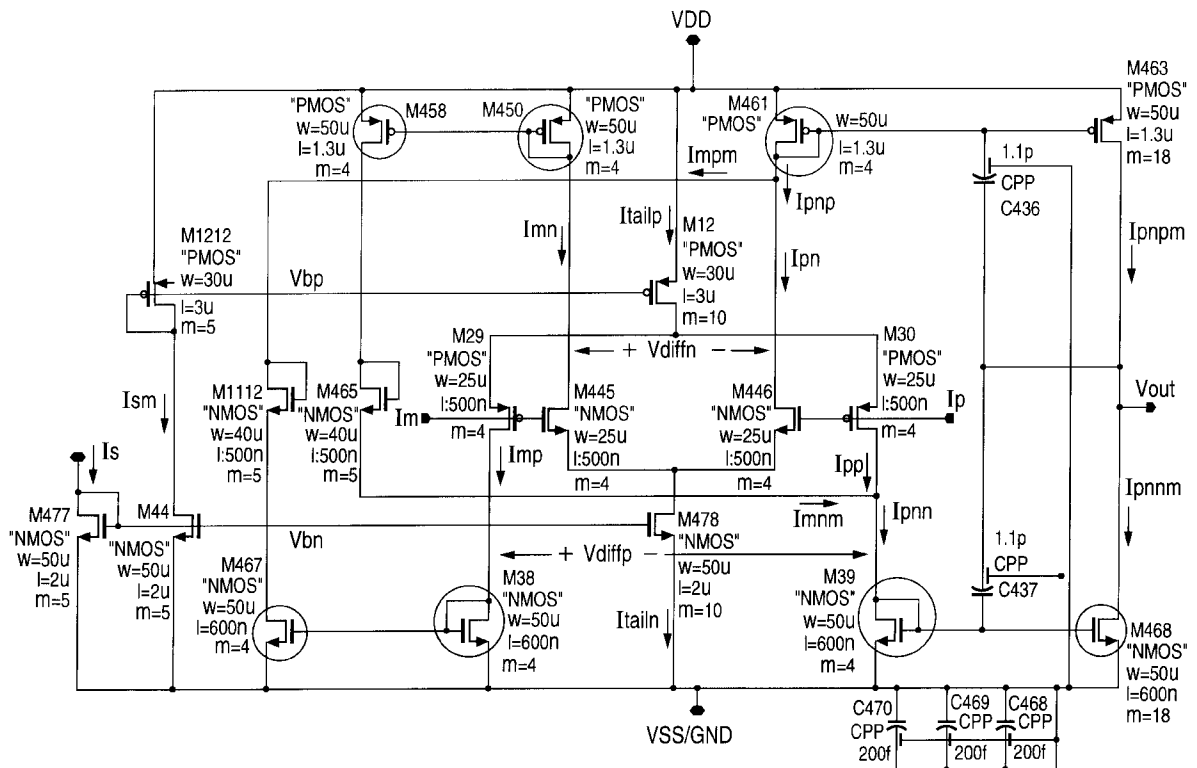 VDD
M463
"PMOS"
w=50u
l=1.3u
m=18
"PMOS"
w=50u
l=1.3u
m=4
M458
M450
"PMOS"
w=50u
l=1.3u
m=4
M461
"PMOS"
w=50u
l=1.3u
m=4
Impm
Ipnp
1.1p
CPP
C436
Imn
Itailp
M12
"PMOS"
w=30u
l=3u
m=10
Ipn
Ipnpm
M1212
"PMOS"
w=30u
l=3u
m=5
Vbp
M29
"PMOS"
w=25u
l:500n
m=4
+ Vdiffn -
M30
"PMOS"
w=25u
l:500n
m=4
Ism
M1112
"NMOS"
w=40u
l:500n
m=5
M465
"NMOS"
w=40u
l:500n
m=5
Im
M445
"NMOS"
w=25u
l:500n
m=4
M446
"NMOS"
w=25u
l:500n
m=4
Ip
Vout
Imp
Ipp
Is
M477
"NMOS"
w=50u
l=2u
m=5
M44
"NMOS"
w=50u
l=2u
m=5
Vbn
M478
"NMOS"
w=50u
l=2u
m=10
Imnm
Ipnn
Ipnnm
+ Vdiffp -
1.1p
CPP
C437
M467
"NMOS"
w=50u
l=600n
m=4
M38
"NMOS"
w=50u
l=600n
m=4
Itailn
M39
"NMOS"
w=50u
l=600n
m=4
M468
"NMOS"
w=50u
l=600n
m=18
VSS/GND
C470
CPP
200f
C469
CPP
200f
C468
CPP
200f